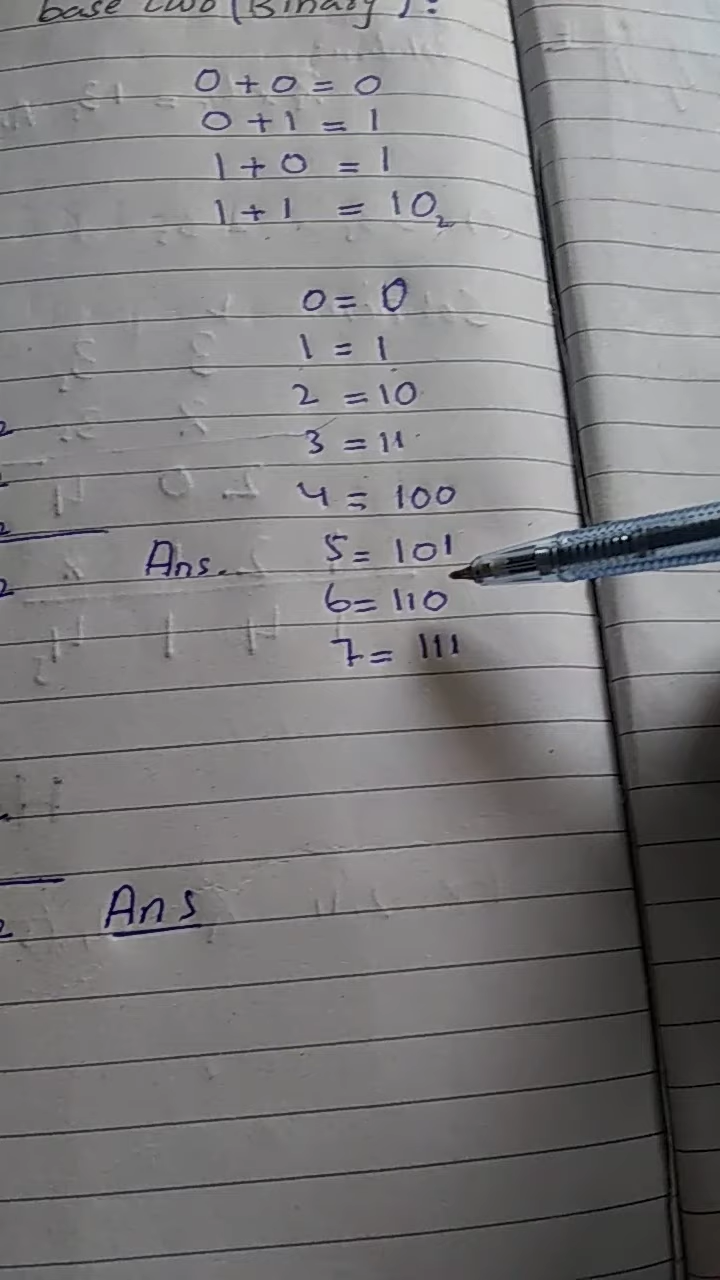 base two (Binary):
0 + 0 = 0
0 + 1 = 1
1 + 0 = 1
1 + 1 = 10₂
0 = 0
1 = 1
2 = 10
3 = 11
4 = 100
Ans. 5 = 101
6 = 110
7 = 111
Ans